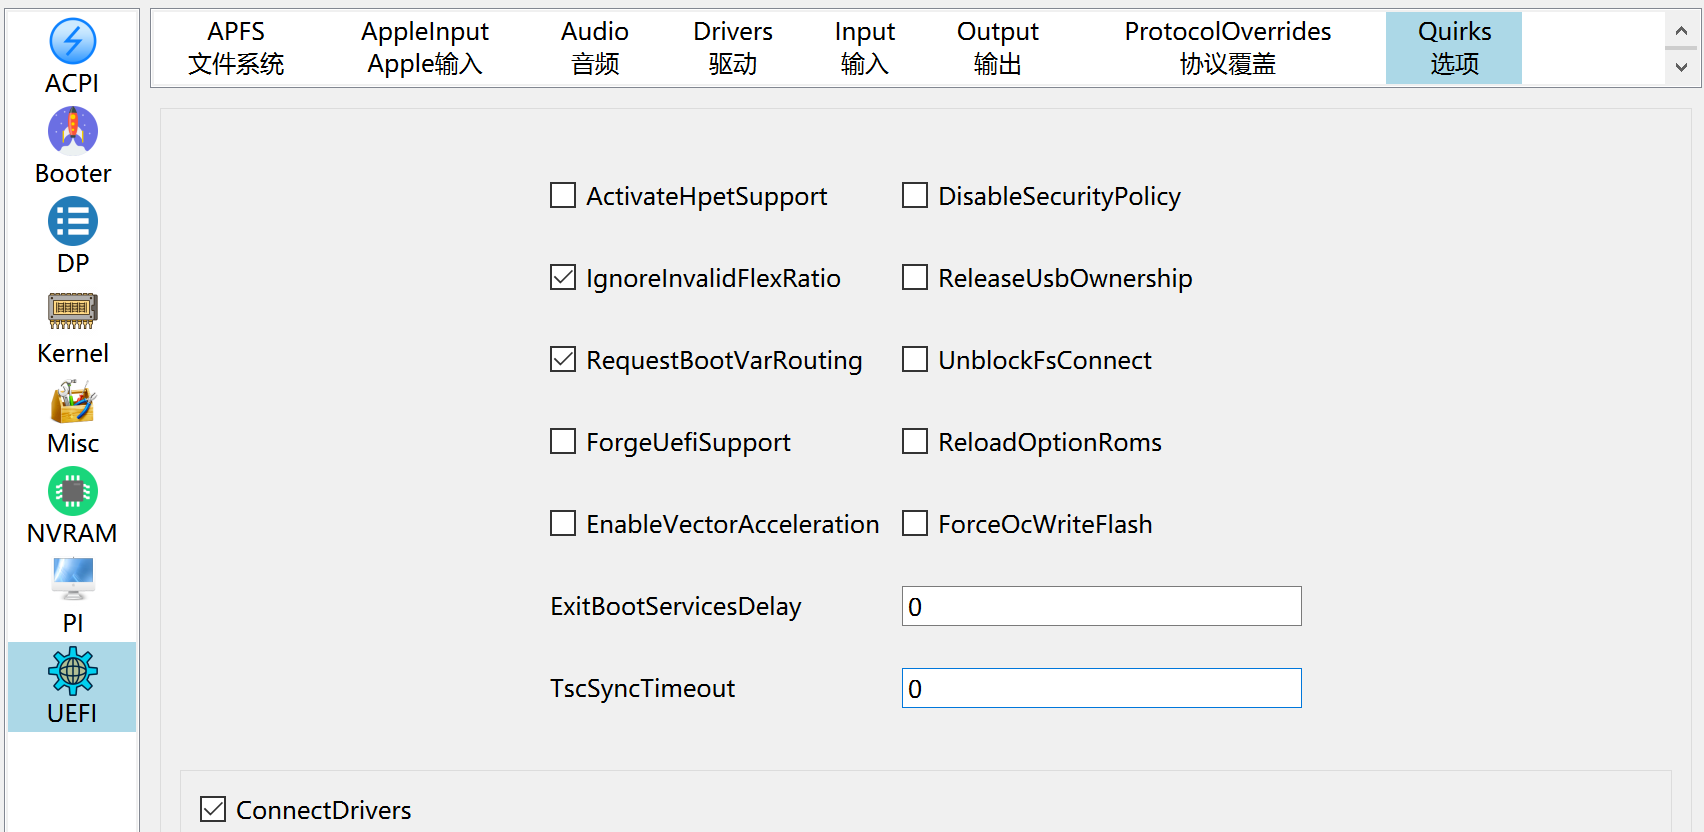 ACPI
Booter
DP
Kernel
Misc
NVRAM
PI
UEFI
APFS
文件系统
AppleInput
Apple输入
Audio
音频
Drivers
驱动
Input
输入
Output
输出
ProtocolOverrides
协议覆盖
Quirks
选项
ActivateHpetSupport
DisableSecurityPolicy
IgnoreInvalidFlexRatio
ReleaseUsbOwnership
RequestBootVarRouting
UnblockFsConnect
ForgeUefiSupport
ReloadOptionRoms
EnableVectorAcceleration
ForceOcWriteFlash
ExitBootServicesDelay
0
TscSyncTimeout
0
ConnectDrivers